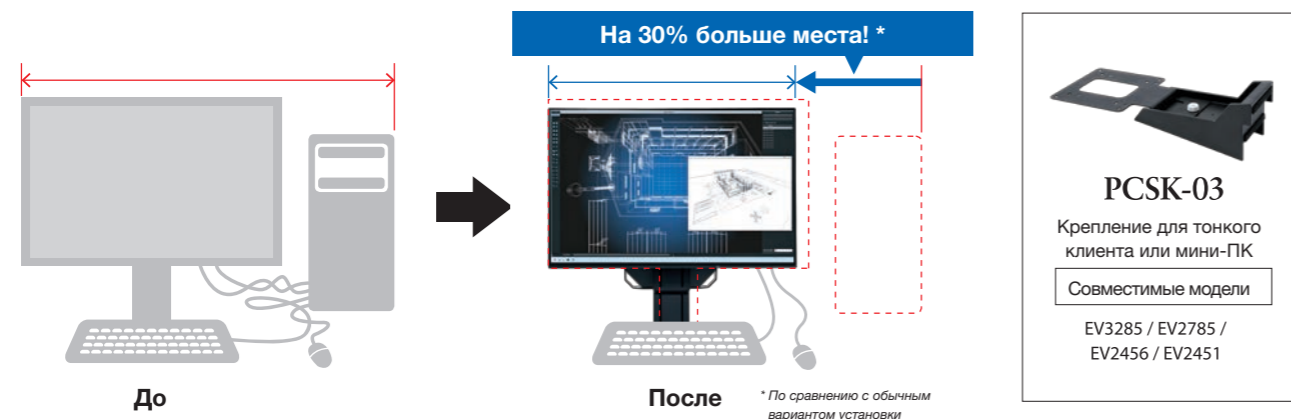 На 30% больше места! *
До
После
* По сравнению с обычным
вариантом установки
PCSK-03
Крепление для тонкого
клиента или мини-ПК
Совместимые модели
EV3285 / EV2785 /
EV2456 / EV2451